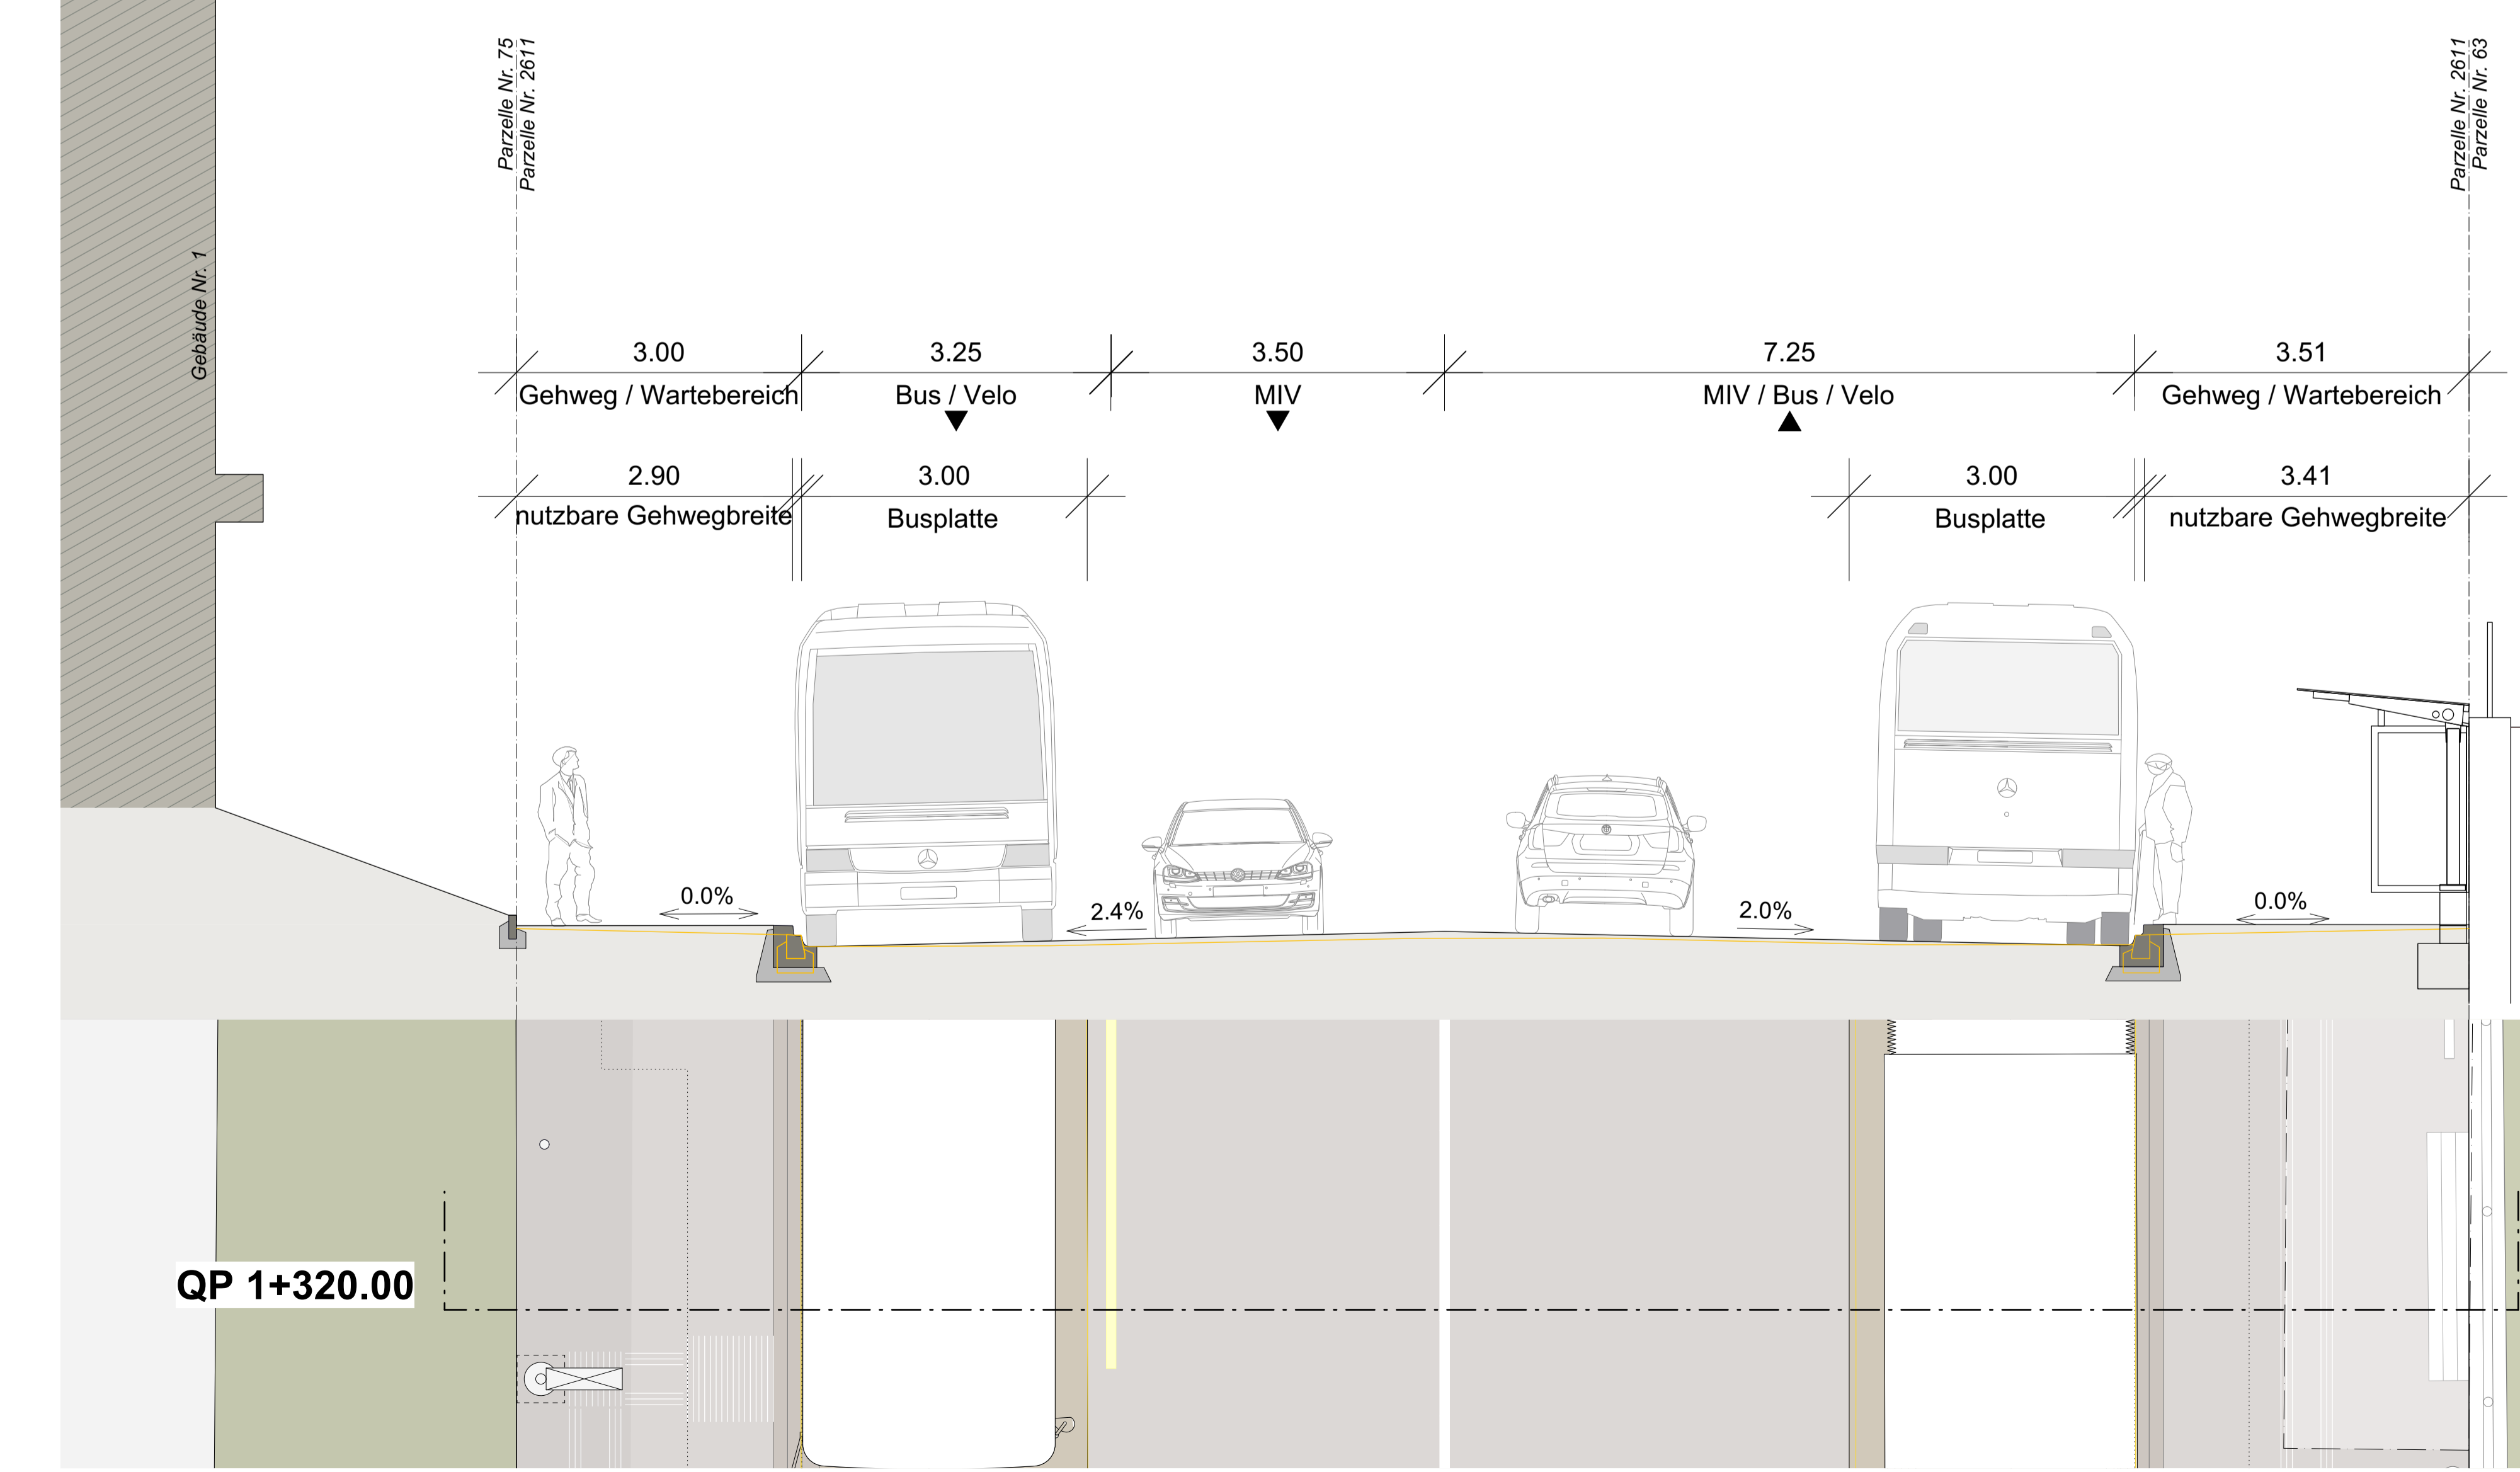 Parzelle Nr. 75
Parzelle Nr. 2611
Parzelle Nr. 2611
Parzelle Nr. 63
Gebäude Nr. 1
3.00
3.25
3.50
7.25
3.51
Gehweg / Wartebereich
Bus / Velo
MIV
MIV / Bus / Velo
Gehweg / Wartebereich
2.90
3.00
3.00
3.41
nutzbare Gehwegbreite
Busplatte
Busplatte
nutzbare Gehwegbreite
0.0%
2.4%
2.0%
0.0%
QP 1+320.00